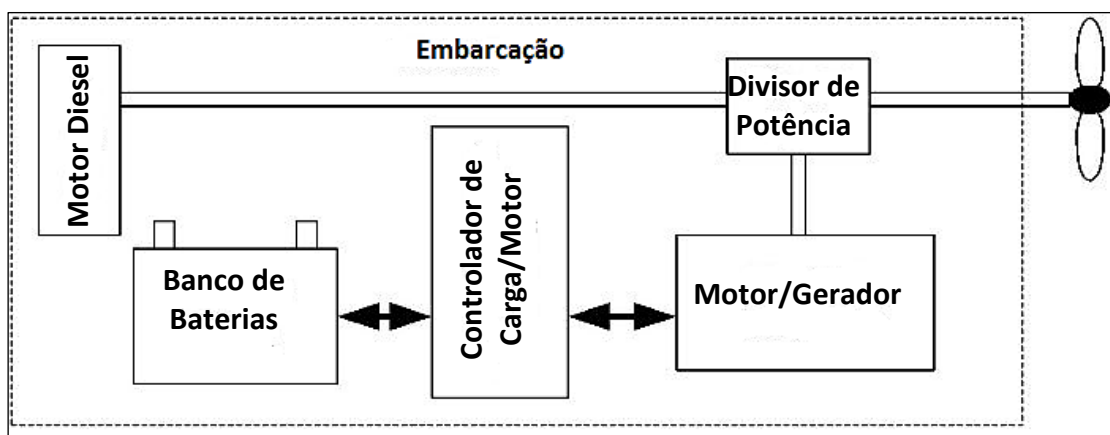 Embarcação
Motor Diesel
Divisor de
Potência
Controlador de
Carga/Motor
Banco de
Baterias
Motor/Gerador